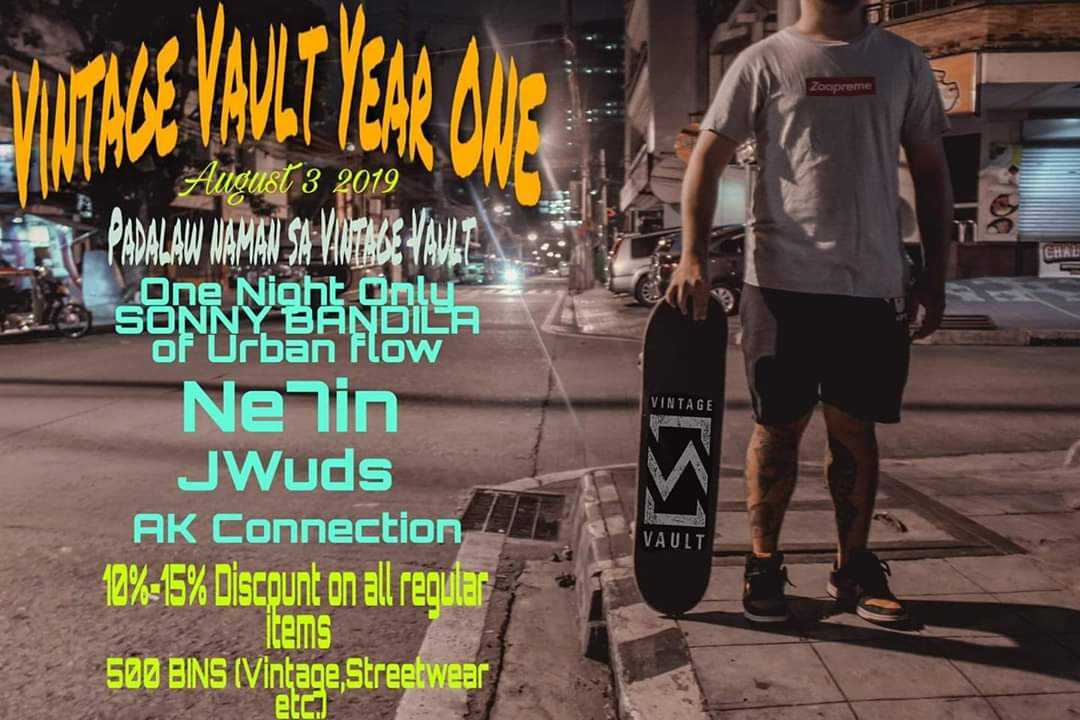 Vintage Vault Year One
August 3 2019
Padalaw naman sa Vintage Vault
One Night Only
SONNY BANDILA
of Urban flow
Ne7in
JWuds
AK Connection
10%-15% Discount on all regular
items
500 BINS (Vintage,Streetwear
etc.)
Zoopreme
VINTAGE
VAULT